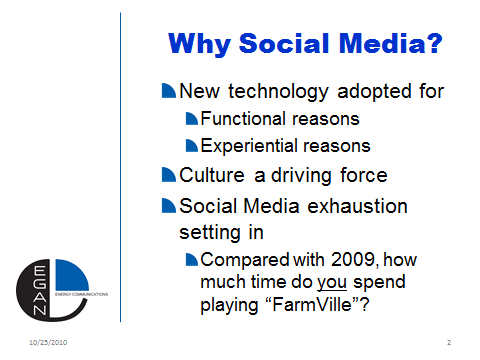 Why Social Media?
New technology adopted for
Functional reasons
Experiential reasons
Culture a driving force
Social Media exhaustion
setting in
Compared with 2009, how
much time do you spend
playing “FarmVille”?
EGAN
ENERGY COMMUNICATIONS
10/25/2010
2